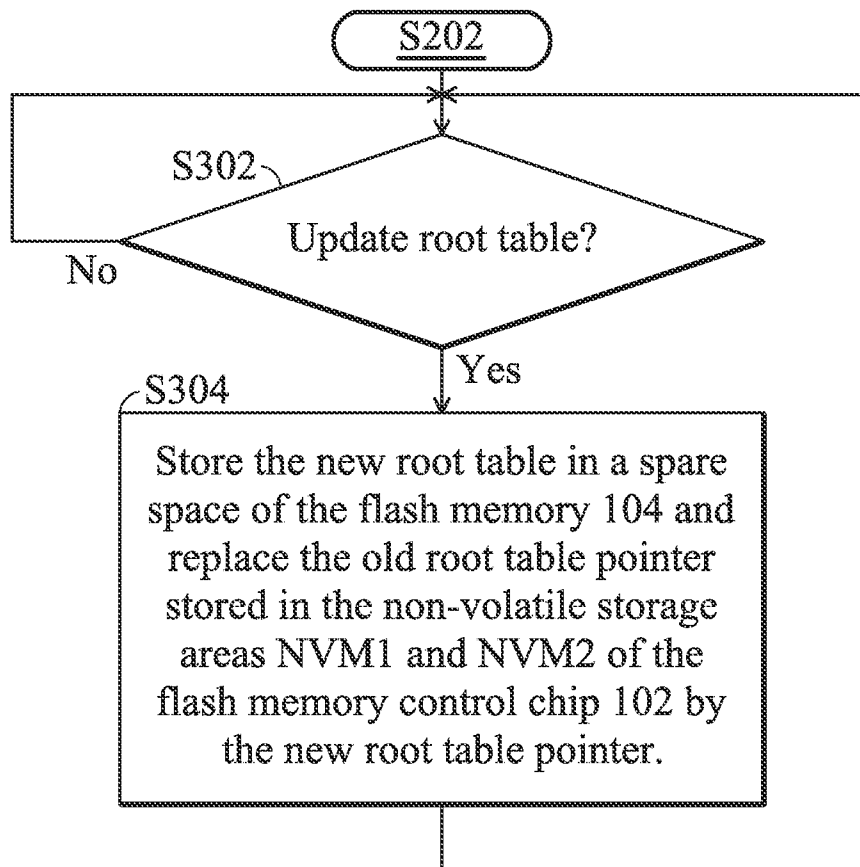 S202
S302
Update root table?
No
Yes
S304
Store the new root table in a spare
space of the flash memory 104 and
replace the old root table pointer
stored in the non-volatile storage
areas NVM1 and NVM2 of the
flash memory control chip 102 by
the new root table pointer.